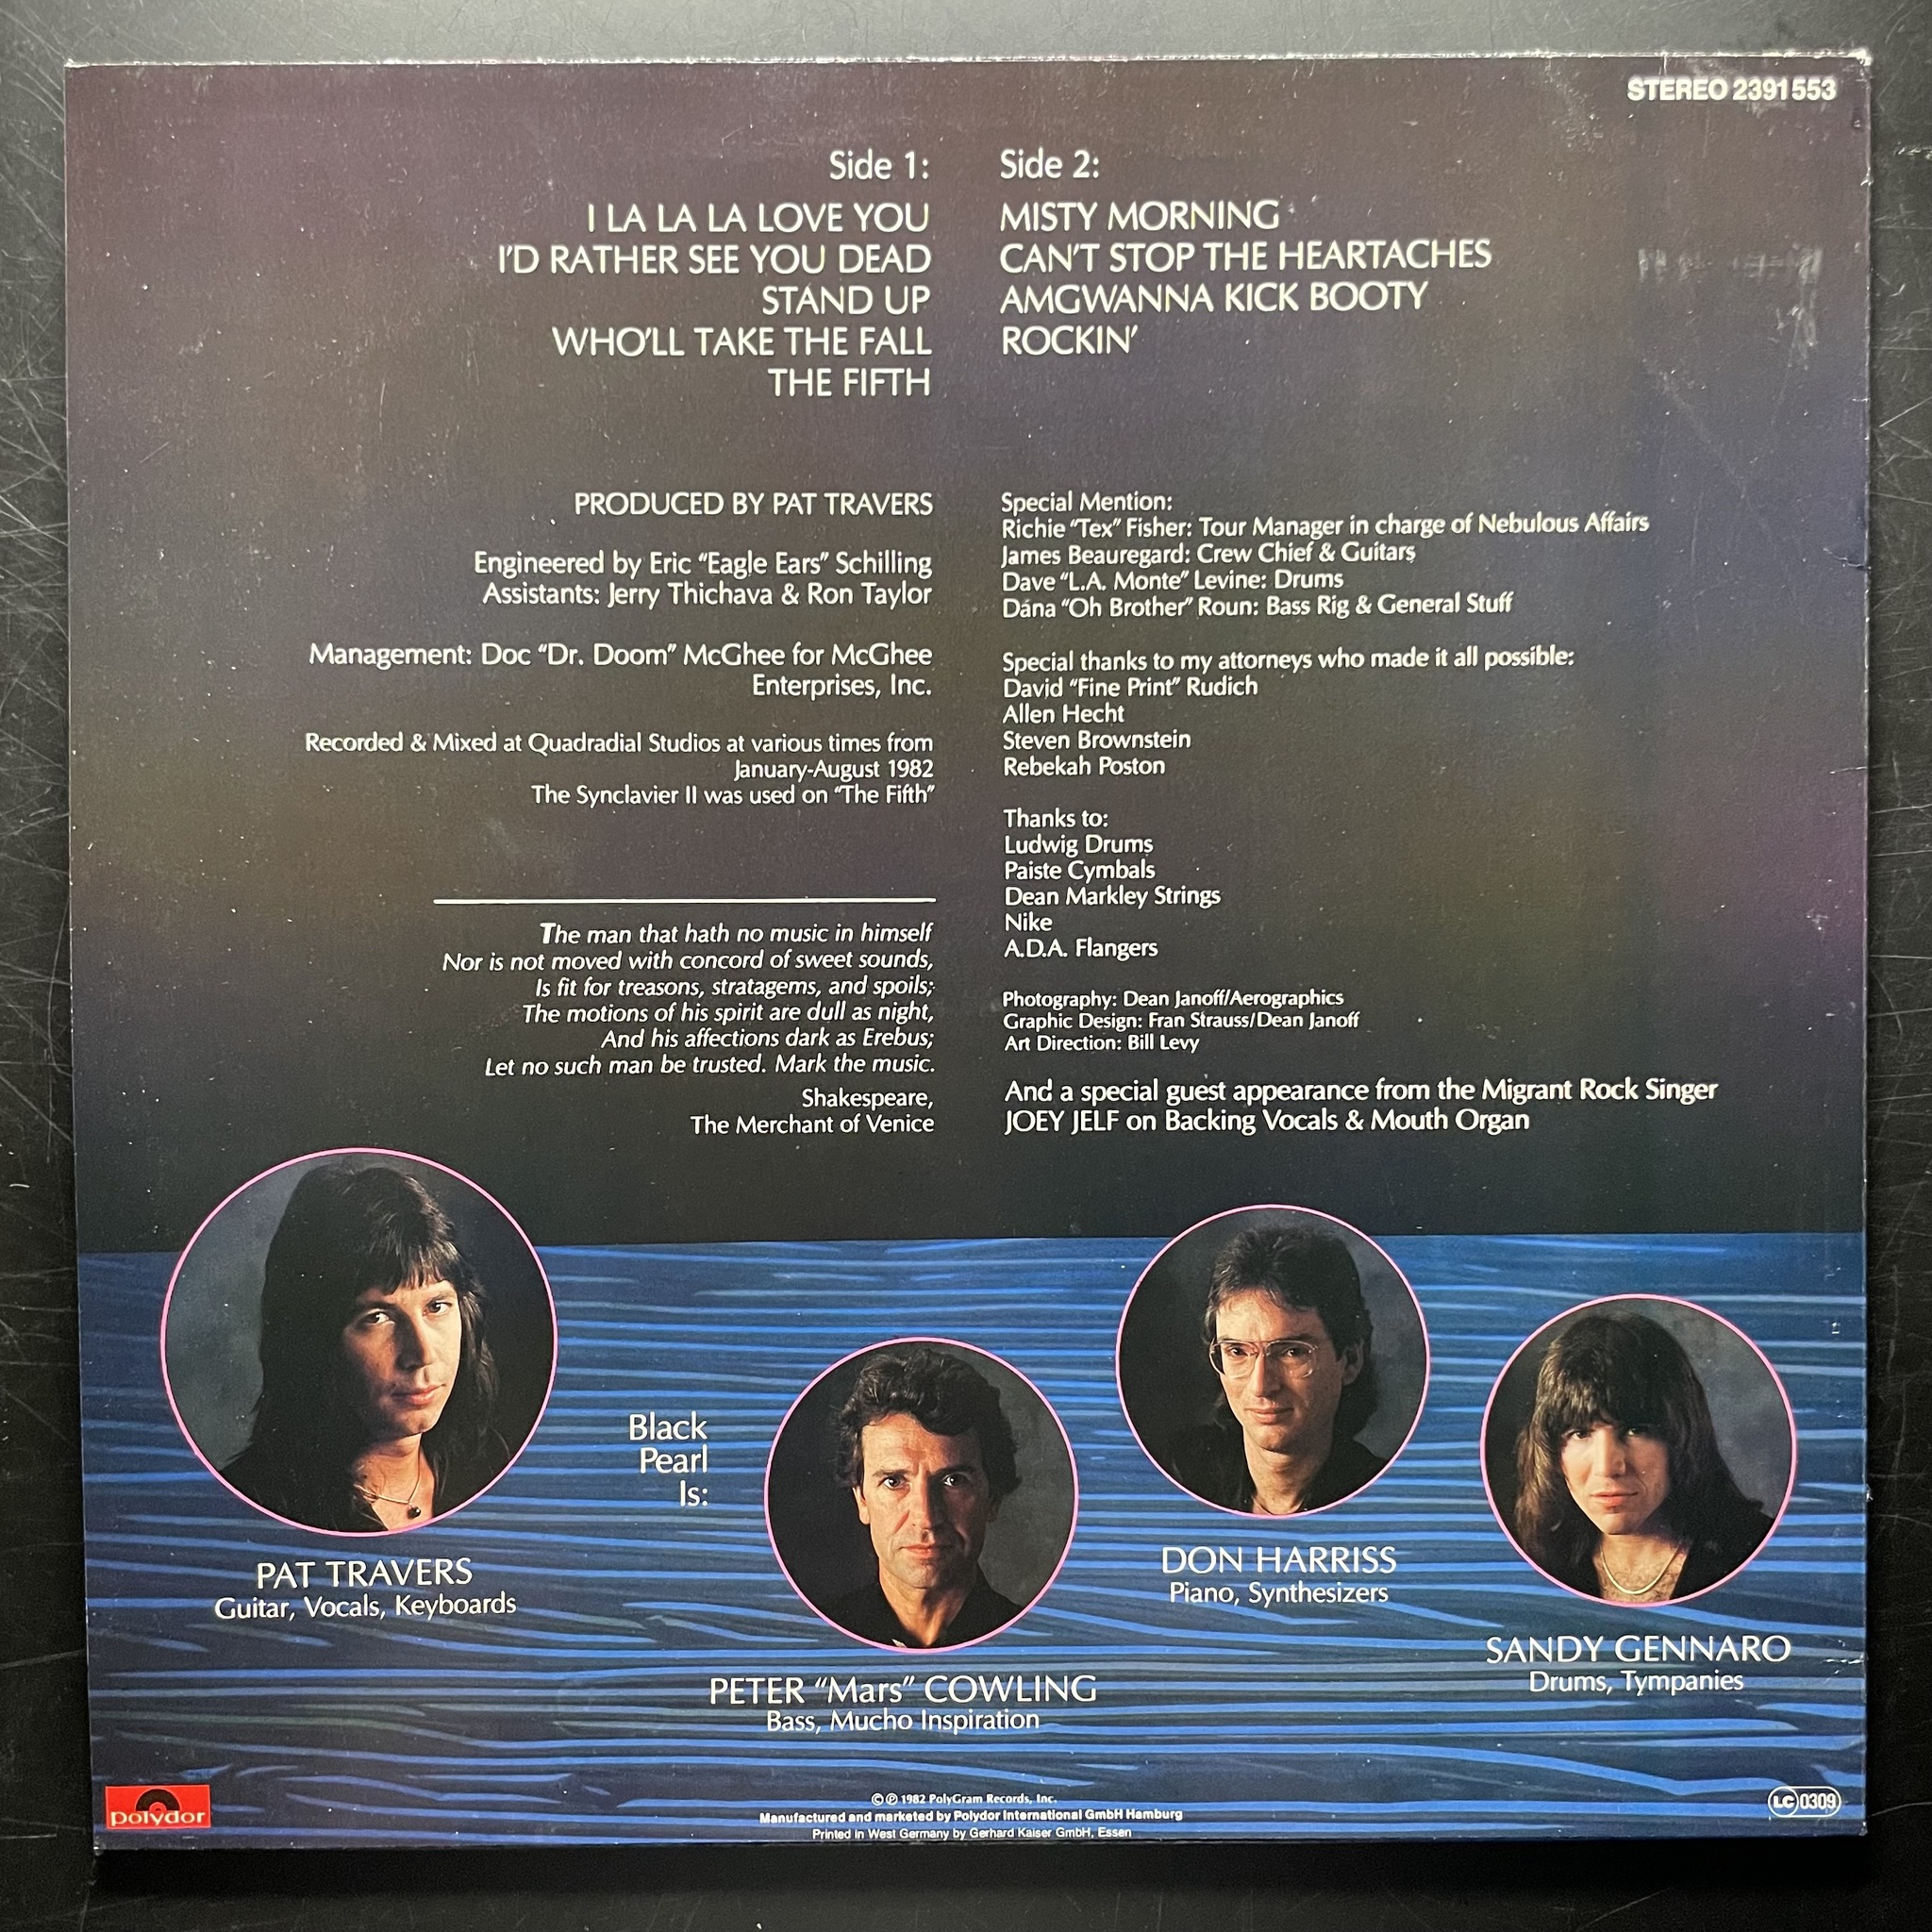 STEREO 2391 553
Side 1:
I LA LA LA LOVE YOU
I'D RATHER SEE YOU DEAD
STAND UP
WHO'LL TAKE THE FALL
THE FIFTH
Side 2:
MISTY MORNING
CAN'T STOP THE HEARTACHES
AMGWANNA KICK BOOTY
ROCKIN'
PRODUCED BY PAT TRAVERS
Engineered by Eric “Eagle Ears” Schilling
Assistants: Jerry Thichava & Ron Taylor
Management: Doc “Dr. Doom” McGhee for McGhee
Enterprises, Inc.
Recorded & Mixed at Quadradial Studios at various times from
January-August 1982
The Synclavier II was used on “The Fifth”
The man that hath no music in himself
Nor is not moved with concord of sweet sounds,
Is fit for treasons, stratagems, and spoils;
The motions of his spirit are dull as night,
And his affections dark as Erebus;
Let no such man be trusted. Mark the music.
Shakespeare,
The Merchant of Venice
Special Mention:
Richie “Tex” Fisher: Tour Manager in charge of Nebulous Affairs
James Beauregard: Crew Chief & Guitars
Dave “L.A. Monte” Levine: Drums
Dana “Oh Brother” Roun: Bass Rig & General Stuff
Special thanks to my attorneys who made it all possible:
David “Fine Print” Rudich
Allen Hecht
Steven Brownstein
Rebekah Poston
Thanks to:
Ludwig Drums
Paiste Cymbals
Dean Markley Strings
Nike
A.D.A. Flangers
Photography: Dean Janoff/Aerographics
Graphic Design: Fran Strauss/Dean Janoff
Art Direction: Bill Levy
And a special guest appearance from the Migrant Rock Singer
JOEY JELF on Backing Vocals & Mouth Organ
Black
Pearl
Is:
PAT TRAVERS
Guitar, Vocals, Keyboards
PETER “Mars” COWLING
Bass, Mucho Inspiration
DON HARRISS
Piano, Synthesizers
SANDY GENNARO
Drums, Tympanies
polydor
© ℗ 1982 PolyGram Records, Inc.
Manufactured and marketed by Polydor International GmbH Hamburg
Printed in West Germany by Gerhard Kaiser GmbH, Essen
LC 0309